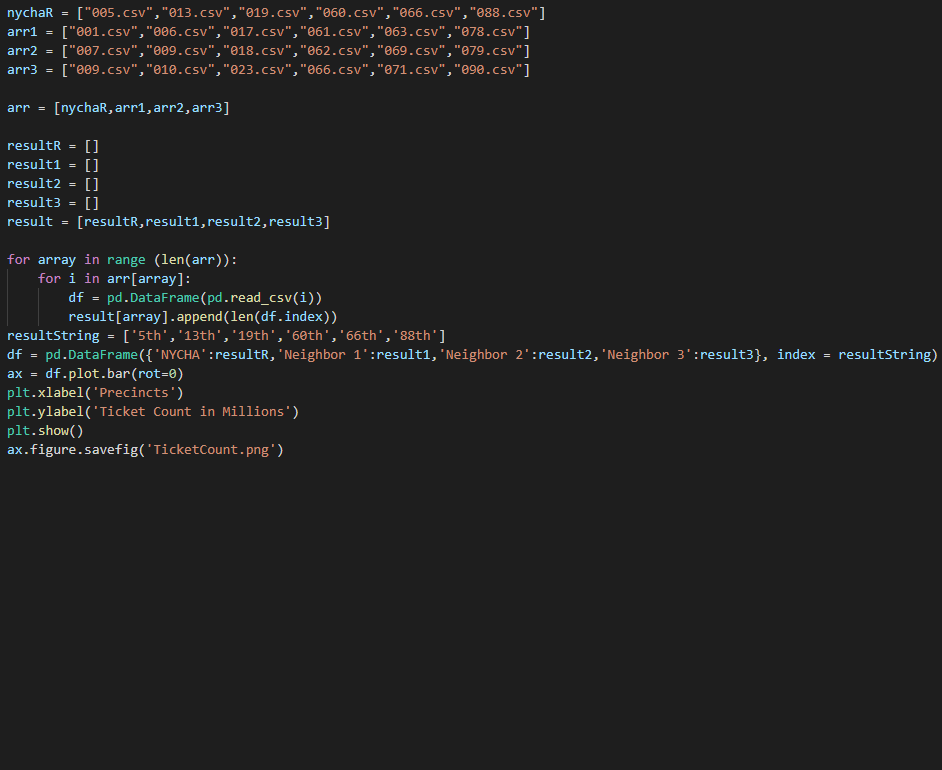 nychaR = ["005.csv","013.csv","019.csv","060.csv","066.csv","088.csv"]
arr1 = ["001.csv","006.csv","017.csv","061.csv","063.csv","078.csv"]
arr2 = ["007.csv","009.csv","018.csv","062.csv","069.csv","079.csv"]
arr3 = ["009.csv","010.csv","023.csv","066.csv","071.csv","090.csv"]

arr = [nychaR,arr1,arr2,arr3]

resultR = []
result1 = []
result2 = []
result3 = []
result = [resultR,result1,result2,result3]

for array in range (len(arr)):
    for i in arr[array]:
        df = pd.DataFrame(pd.read_csv(i))
        result[array].append(len(df.index))
resultString = ['5th','13th','19th','60th','66th','88th']
df = pd.DataFrame({'NYCHA':resultR,'Neighbor 1':result1,'Neighbor 2':result2,'Neighbor 3':result3}, index = resultString)
ax = df.plot.bar(rot=0)
plt.xlabel('Precincts')
plt.ylabel('Ticket Count in Millions')
plt.show()
ax.figure.savefig('TicketCount.png')